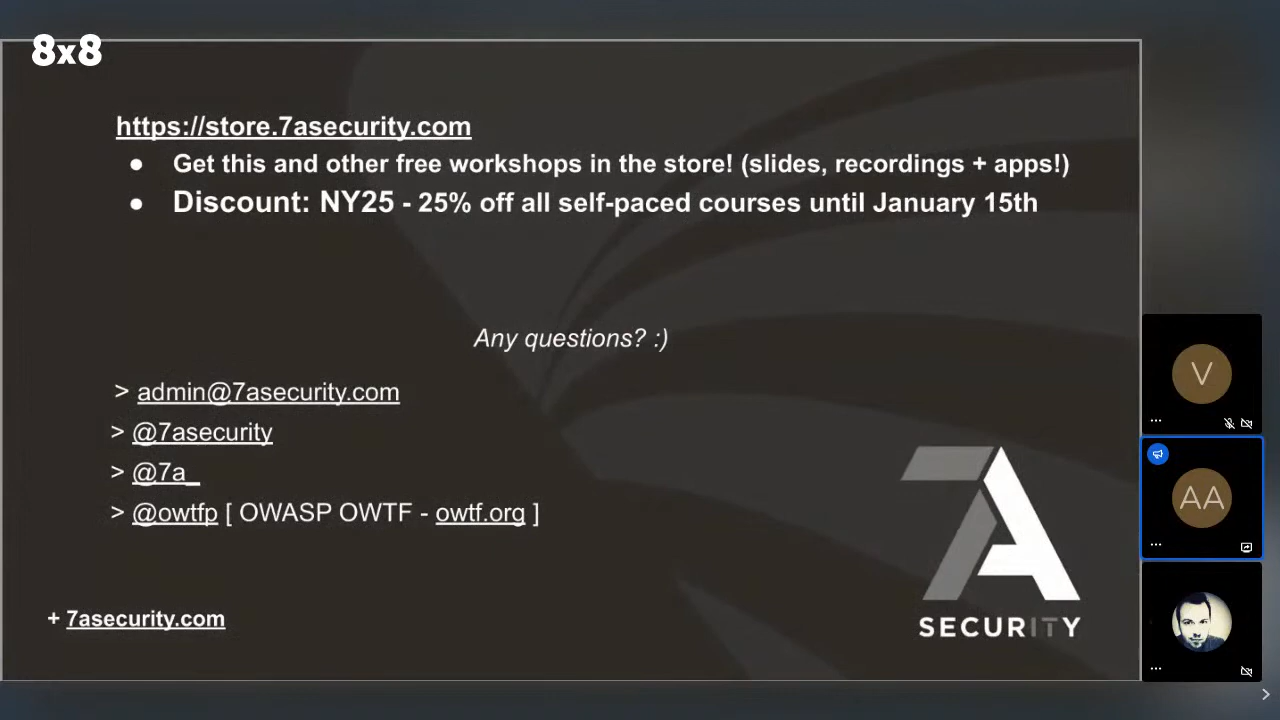 8x8
https://store.7asecurity.com
● Get this and other free workshops in the store! (slides, recordings + apps!)
● Discount: NY25 - 25% off all self-paced courses until January 15th
Any questions? :)
> admin@7asecurity.com
> @7asecurity
> @7a_
> @owtfp [ OWASP OWTF - owtf.org ]
+ 7asecurity.com
7A
SECURITY
V
AA